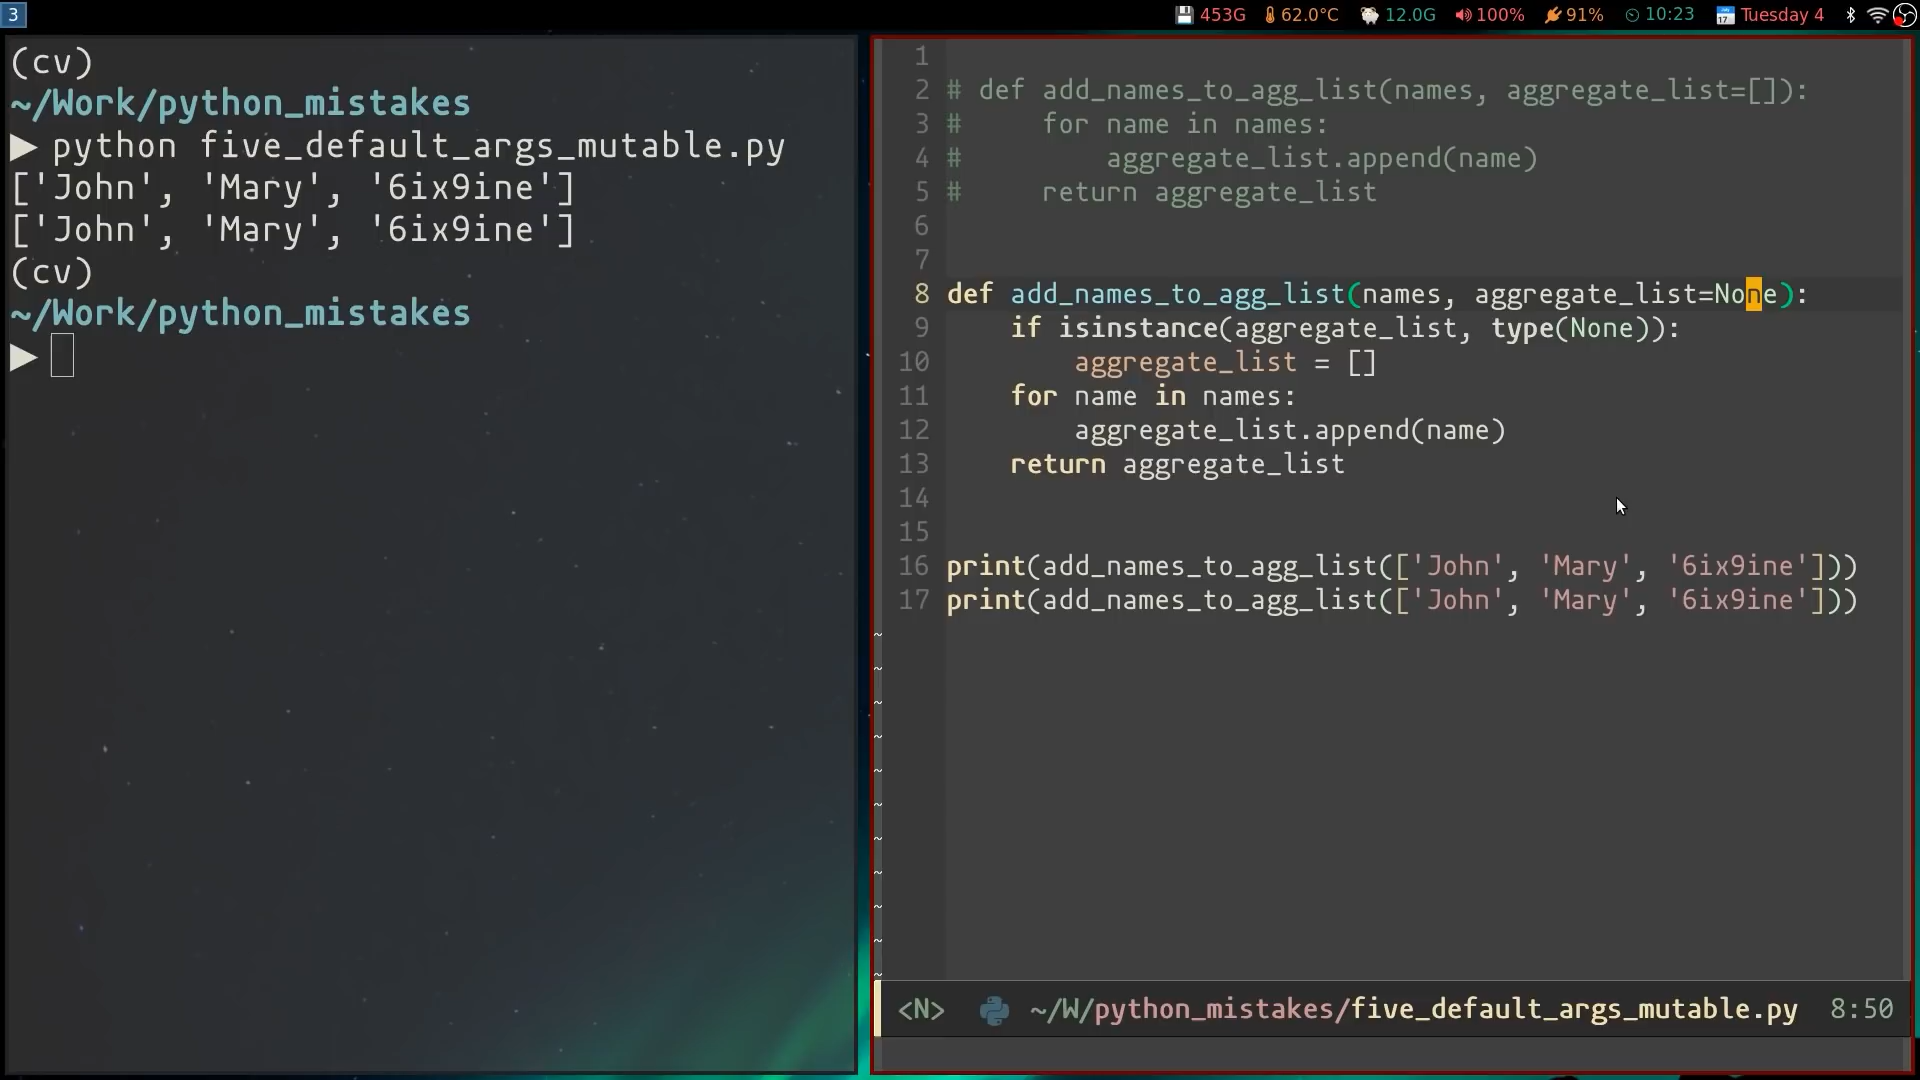 3
453G 62.0°C 12.0G 100% 91% 10:23 17 Tuesday 4
(cv)
~/Work/python_mistakes
▶ python five_default_args_mutable.py
['John', 'Mary', '6ix9ine']
['John', 'Mary', '6ix9ine']
(cv)
~/Work/python_mistakes
▶
1
2 # def add_names_to_agg_list(names, aggregate_list=[]):
3 #     for name in names:
4 #         aggregate_list.append(name)
5 #     return aggregate_list
6
7
8 def add_names_to_agg_list(names, aggregate_list=None):
9     if isinstance(aggregate_list, type(None)):
10         aggregate_list = []
11     for name in names:
12         aggregate_list.append(name)
13     return aggregate_list
14
15
16 print(add_names_to_agg_list(['John', 'Mary', '6ix9ine']))
17 print(add_names_to_agg_list(['John', 'Mary', '6ix9ine']))
~
~
~
~
~
~
~
~
~
~
~
<N> ~/W/python_mistakes/five_default_args_mutable.py 8:50